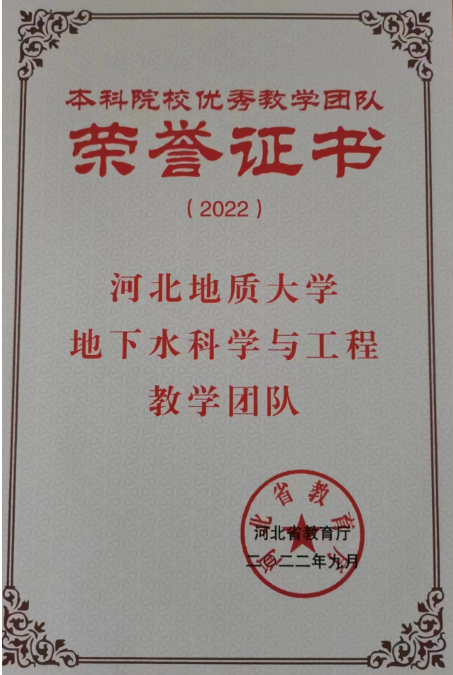 本科院校优秀教学团队
荣誉证书
（2022）
河北地质大学
地下水科学与工程
教学团队
河北省教育厅
河北省教育厅
二〇二二年九月